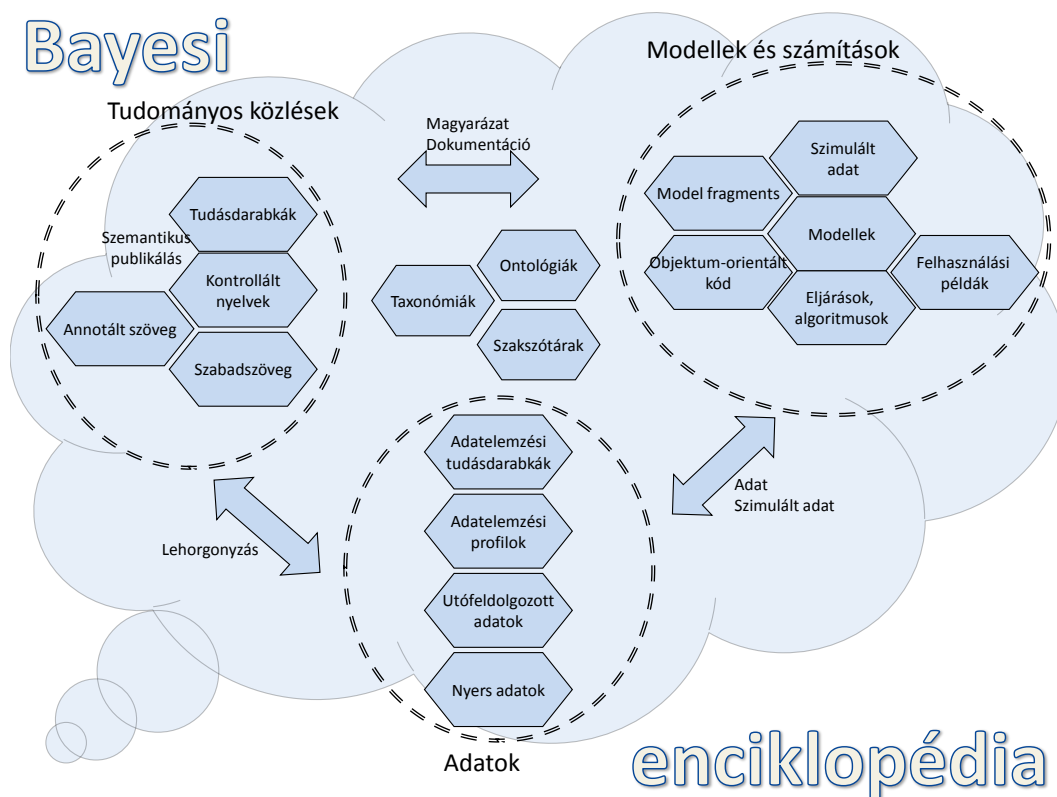 Bayesi
Modellek és számítások
Tudományos közlések
Magyarázat
Dokumentáció
Szimulált
adat
Model fragments
Tudásdarabkák
Szemantikus
publikálás
Modellek
Ontológiák
Objektum-orientált
kód
Felhasználási
példák
Kontrollált
nyelvek
Taxonómiák
Eljárások,
algoritmusok
Annotált szöveg
Szakszótárak
Szabadszöveg
Adatelemzési
tudásdarabkák
Adat
Szimulált adat
Adatelemzési
profilok
Lehorgonyzás
Utófeldolgozott
adatok
Nyers adatok
Adatok
enciklopédia